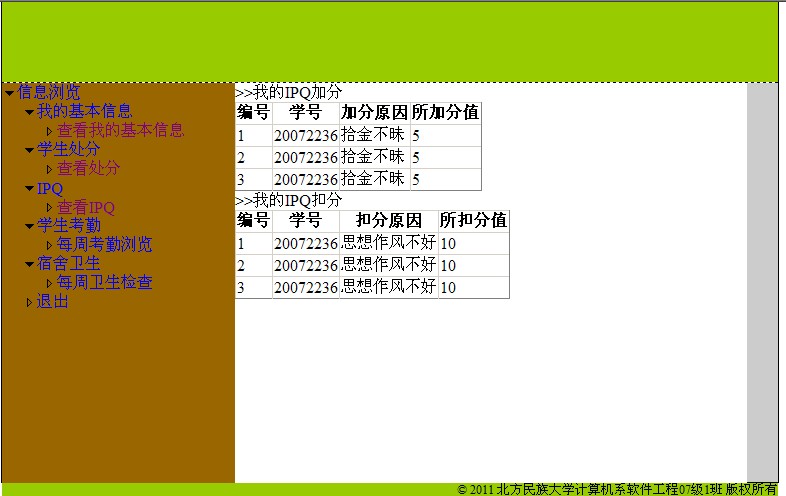 信息浏览
我的基本信息
查看我的基本信息
学生处分
查看处分
IPQ
查看IPQ
学生考勤
每周考勤浏览
宿舍卫生
每周卫生检查
退出
>>我的IPQ加分
编号 学号 加分原因 所加分值
1 20072236 拾金不昧 5
2 20072236 拾金不昧 5
3 20072236 拾金不昧 5
>>我的IPQ扣分
编号 学号 扣分原因 所扣分值
1 20072236 思想作风不好 10
2 20072236 思想作风不好 10
3 20072236 思想作风不好 10
© 2011 北方民族大学计算机系软件工程07级1班 版权所有